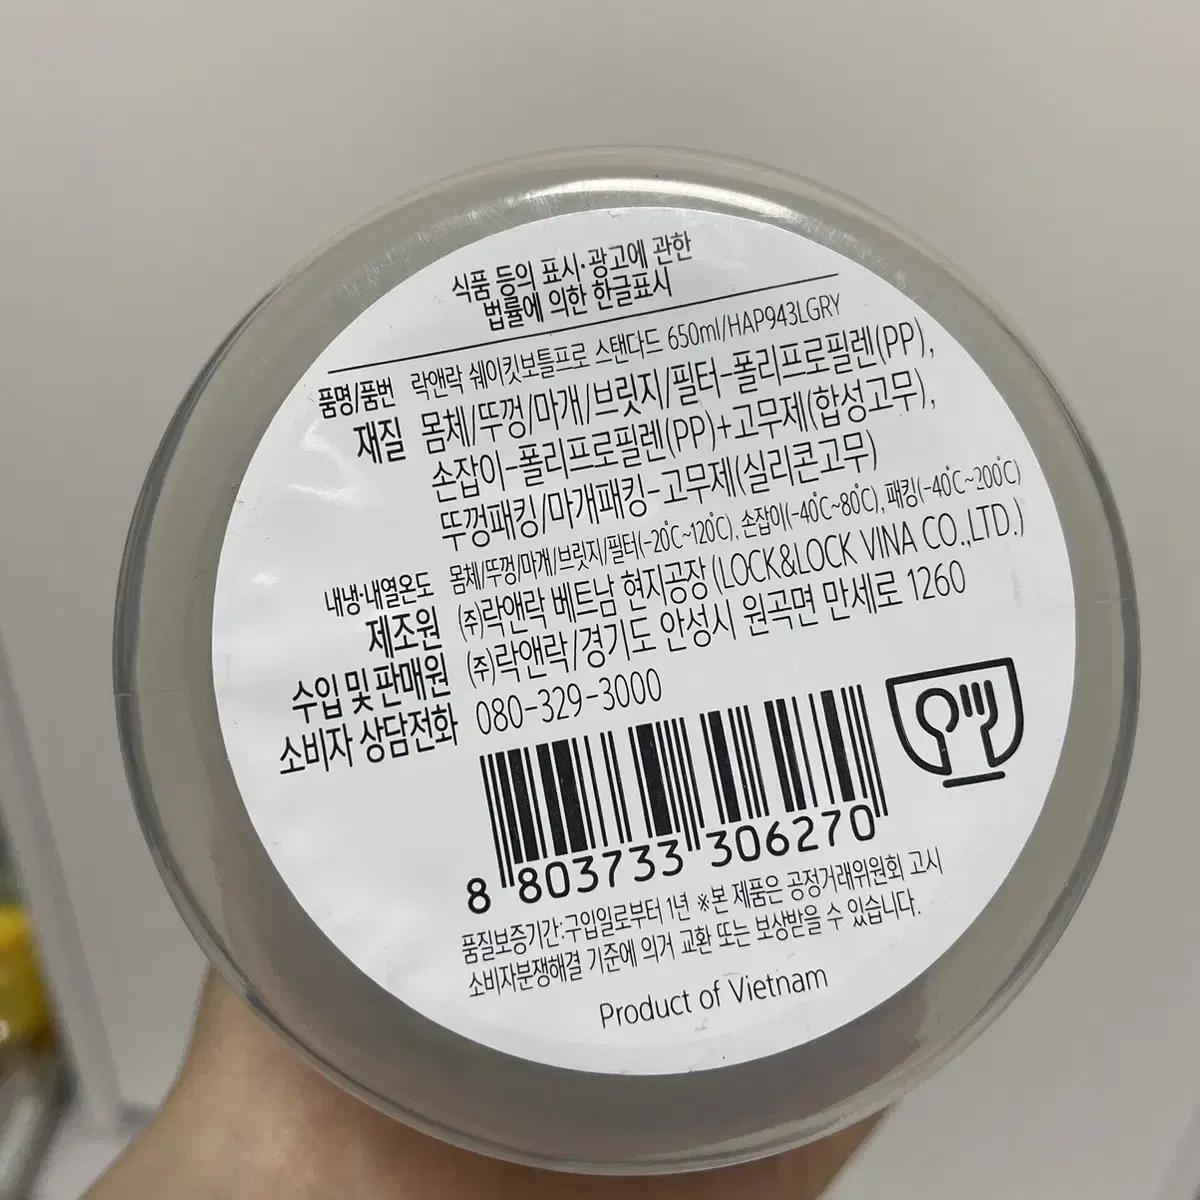 식품 등의 표시·광고에 관한
법률에 의한 한글표시
품명/품번 락앤락 쉐이킷보틀프로 스탠다드 650ml/HAP943LGRY
재질 몸체/뚜껑/마개/브릿지/필터-폴리프로필렌(PP),
손잡이-폴리프로필렌(PP)+고무제(합성고무),
뚜껑패킹/마개패킹-고무제(실리콘고무)
내냉·내열온도 몸체/뚜껑/마개/브릿지/필터(-20℃~120℃), 손잡이(-40℃~80℃), 패킹(-40℃~200℃)
제조원 (주)락앤락 베트남 현지공장(LOCK&LOCK VINA CO.,LTD.)
수입 및 판매원 (주)락앤락/경기도 안성시 원곡면 만세로 1260
소비자 상담전화 080-329-3000
8 803733 306270
품질보증기간:구입일로부터 1년 ※본 제품은 공정거래위원회 고시
소비자분쟁해결 기준에 의거 교환 또는 보상받을 수 있습니다.
Product of Vietnam